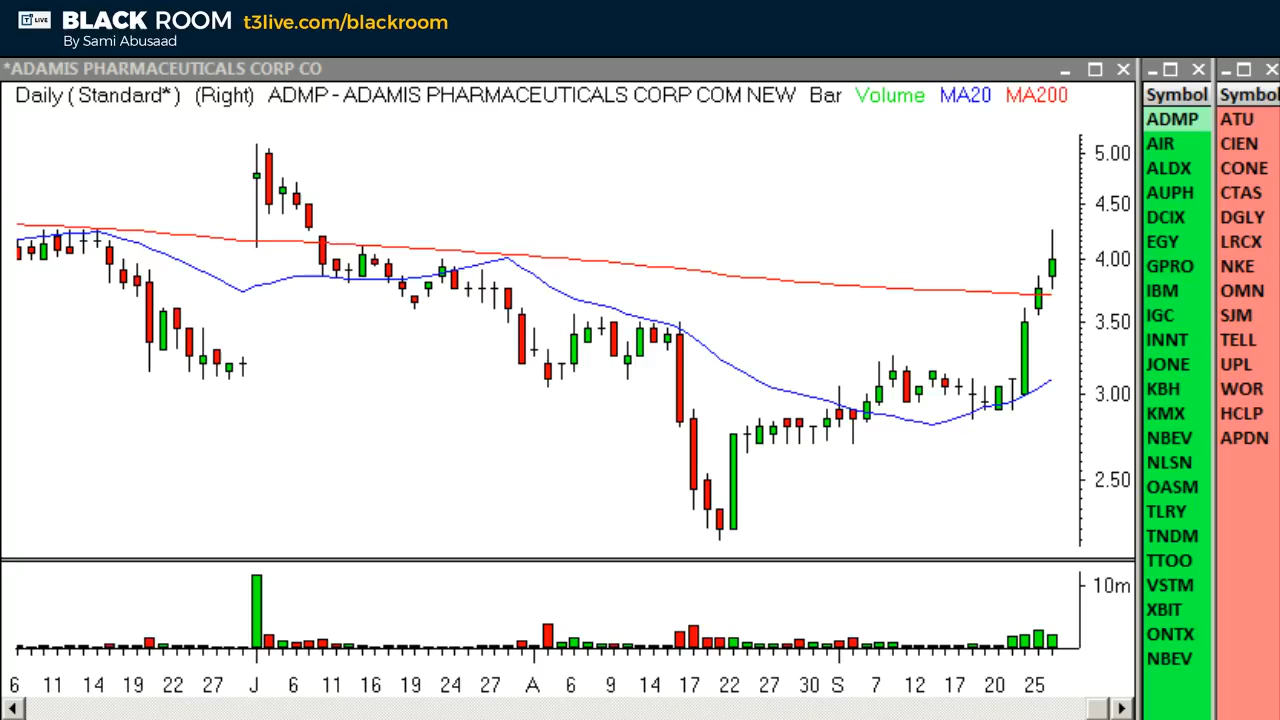 T3 LIVE BLACK ROOM t3live.com/blackroom
By Sami Abusaad
*ADAMIS PHARMACEUTICALS CORP CO
Daily (Standard*) (Right) ADMP - ADAMIS PHARMACEUTICALS CORP COM NEW Bar Volume MA20 MA200
5.00
4.50
4.00
3.50
3.00
2.50
10m
6 11 14 19 22 27 J 6 11 16 19 24 27 A 6 9 14 17 22 27 30 S 7 12 17 20 25
Symbol
ADMP
AIR
ALDX
AUPH
DCIX
EGY
GPRO
IBM
IGC
INNT
JONE
KBH
KMX
NBEV
NLSN
OASM
TLRY
TNDM
TTOO
VSTM
XBIT
ONTX
NBEV
Symbol
ATU
CIEN
CONE
CTAS
DGLY
LRCX
NKE
OMN
SJM
TELL
UPL
WOR
HCLP
APDN